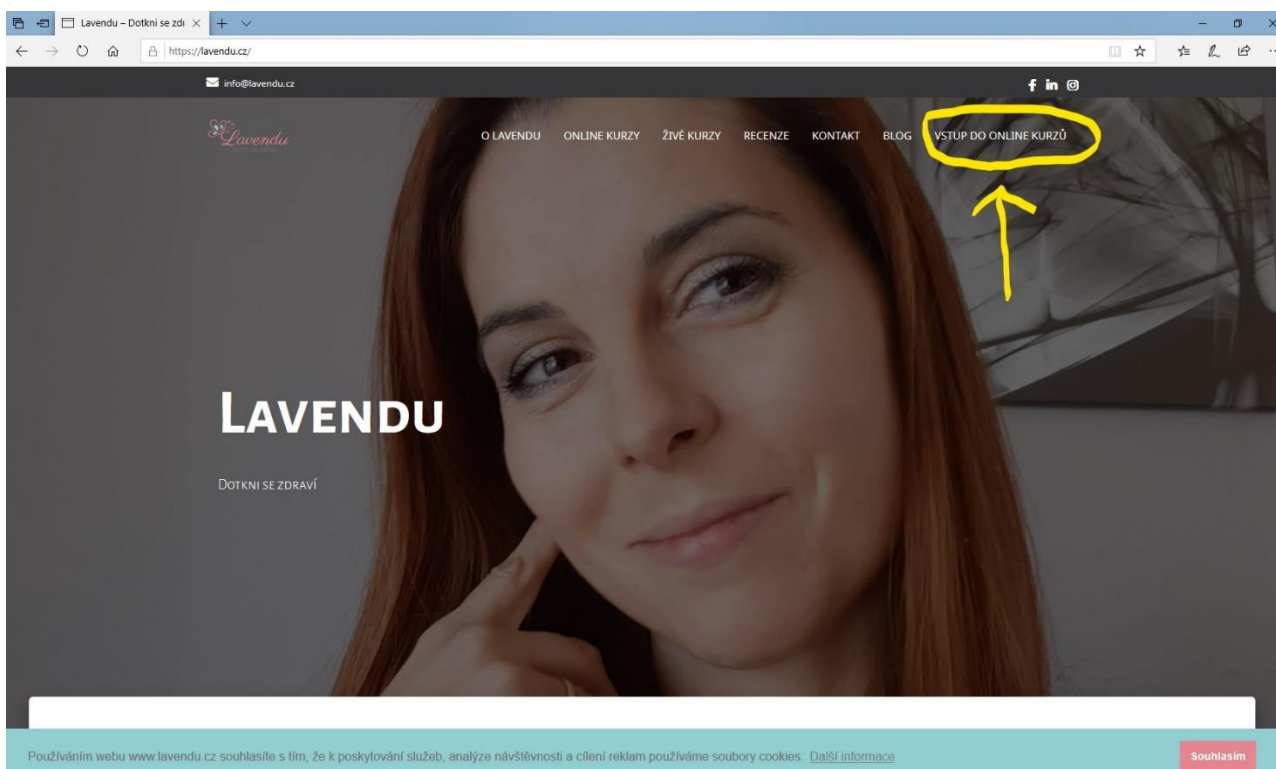 Lavendu – Dotkni se zdr
https://lavendu.cz/
info@lavendu.cz
Lavendu
O LAVENDU ONLINE KURZY ŽIVÉ KURZY RECENZE KONTAKT BLOG VSTUP DO ONLINE KURZŮ
LAVENDU
DOTKNI SE ZDRAVÍ
Používáním webu www.lavendu.cz souhlasíte s tím, že k poskytování služeb, analýze návštěvnosti a cílení reklam používáme soubory cookies. Další informace
Souhlasím